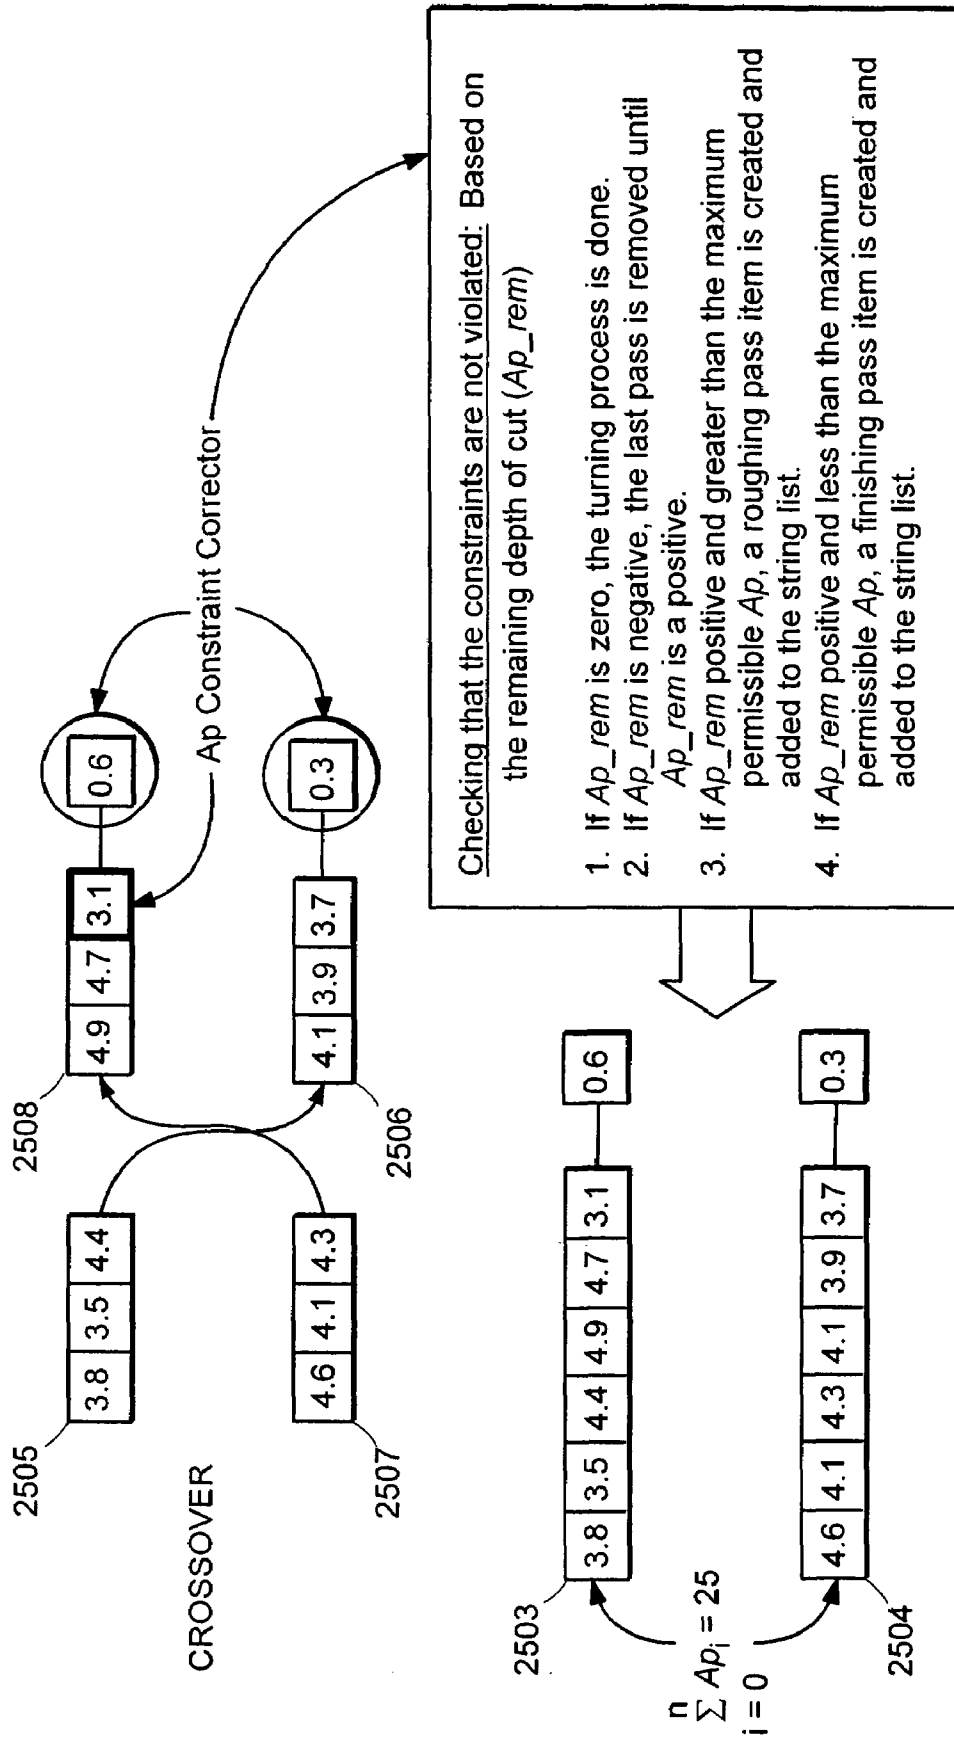 CROSSOVER
2505
3.8 3.5 4.4
2508
4.9 4.7 3.1 0.6
2507
4.6 4.1 4.3
2506
4.1 3.9 3.7 0.3
Ap Constraint Corrector
2503
3.8 3.5 4.4 4.9 4.7 3.1 0.6
n
∑ Api = 25
i = 0
2504
4.6 4.1 4.3 4.1 3.9 3.7 0.3
Checking that the constraints are not violated: Based on
the remaining depth of cut (Ap_rem)
1. If Ap_rem is zero, the turning process is done.
2. If Ap_rem is negative, the last pass is removed until
Ap_rem is a positive.
3. If Ap_rem positive and greater than the maximum
permissible Ap, a roughing pass item is created and
added to the string list.
4. If Ap_rem positive and less than the maximum
permissible Ap, a finishing pass item is created and
added to the string list.